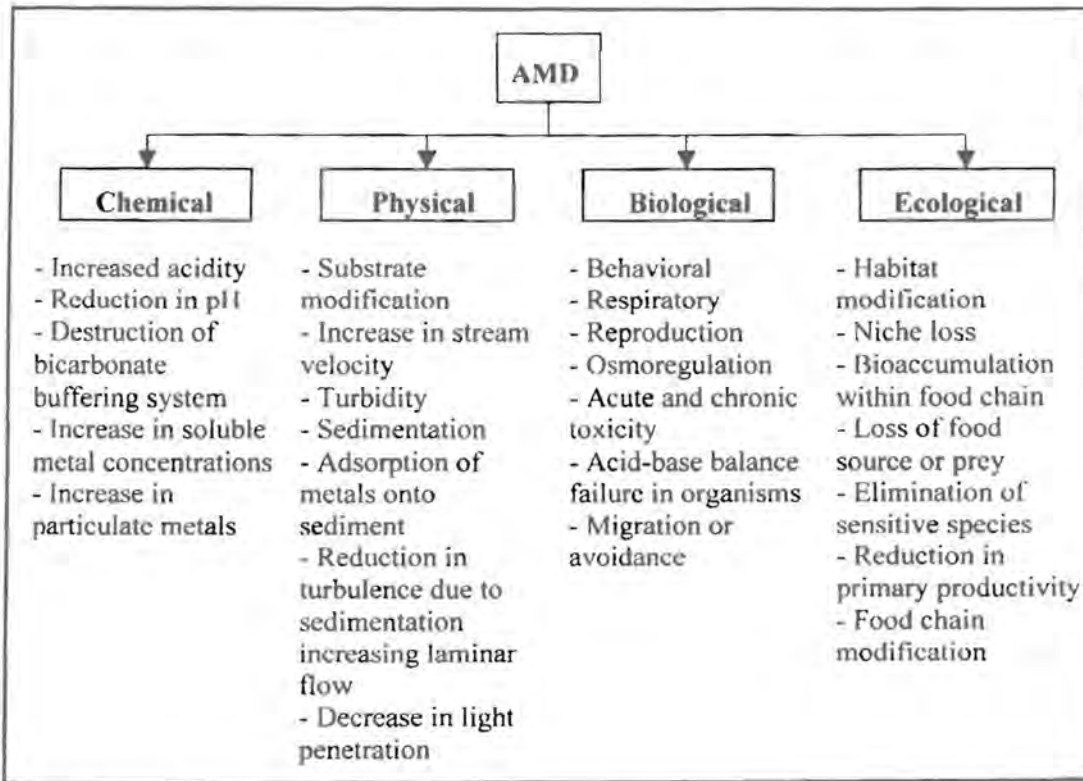 AMD
Chemical
- Increased acidity
- Reduction in pH
- Destruction of
bicarbonate
buffering system
- Increase in soluble
metal concentrations
- Increase in
particulate metals
Physical
- Substrate
modification
- Increase in stream
velocity
- Turbidity
- Sedimentation
- Adsorption of
metals onto
sediment
- Reduction in
turbulence due to
sedimentation
increasing laminar
flow
- Decrease in light
penetration
Biological
- Behavioral
- Respiratory
- Reproduction
- Osmoregulation
- Acute and chronic
toxicity
- Acid-base balance
failure in organisms
- Migration or
avoidance
Ecological
- Habitat
modification
- Niche loss
- Bioaccumulation
within food chain
- Loss of food
source or prey
- Elimination of
sensitive species
- Reduction in
primary productivity
- Food chain
modification